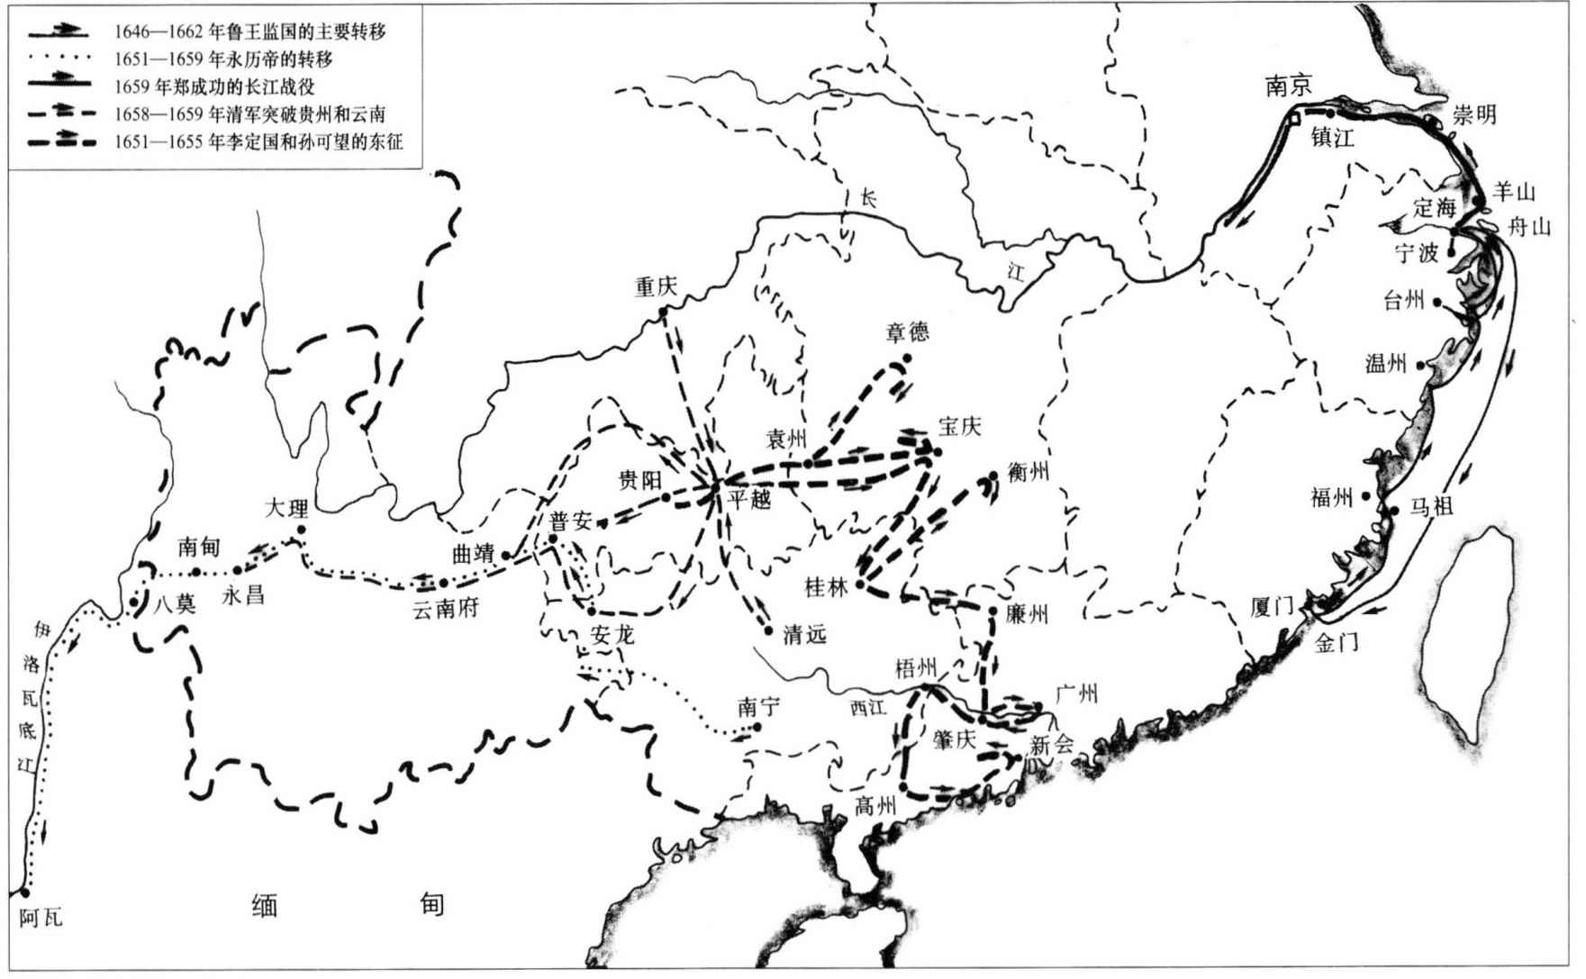 1646—1662 年鲁王监国的主要转移
1651—1659 年永历帝的转移
1659 年郑成功的长江战役
1658—1659 年清军突破贵州和云南
1651—1655 年李定国和孙可望的东征
南京
崇明
镇江
羊山
定海
舟山
宁波
长
江
重庆
台州
章德
温州
袁州
宝庆
衡州
贵阳
平越
福州
马祖
大理
普安
南甸
曲靖
桂林
八莫
永昌
云南府
厦门
廉州
安龙
清远
金门
伊
洛
瓦
底
江
梧州
西江
广州
南宁
肇庆
新会
高州
缅
甸
阿瓦